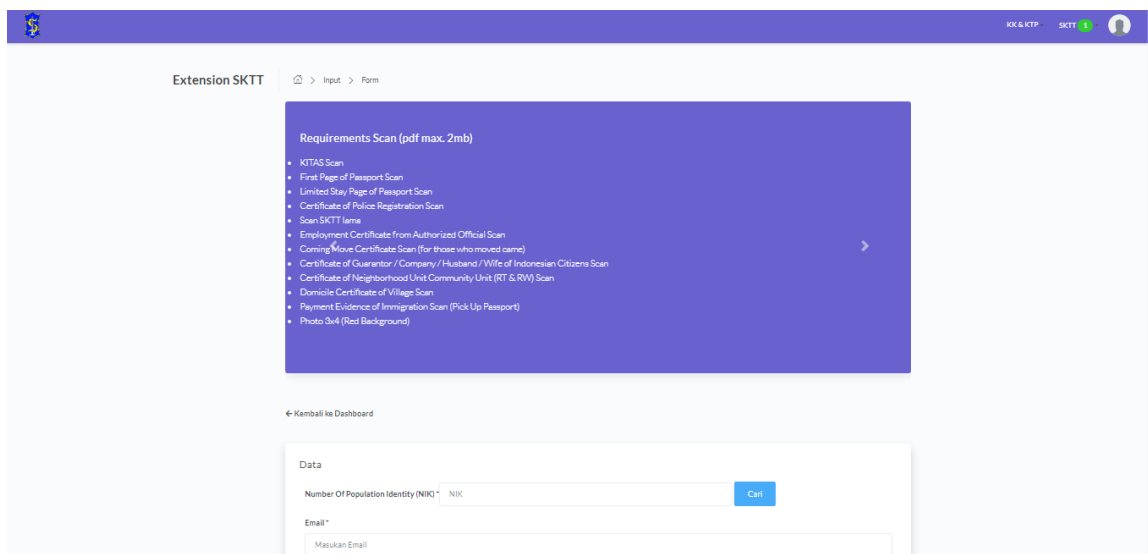 KK & KTP
SKTT 1
Extension SKTT
> Input > Form
Requirements Scan (pdf max. 2mb)
• KITAS Scan
• First Page of Passport Scan
• Limited Stay Page of Passport Scan
• Certificate of Police Registration Scan
• Scan SKTT lama
• Employment Certificate from Authorized Official Scan
• Coming Move Certificate Scan (for those who moved came)
• Certificate of Guarantor / Company / Husband / Wife of Indonesian Citizens Scan
• Certificate of Neighborhood Unit Community Unit (RT & RW) Scan
• Domicile Certificate of Village Scan
• Payment Evidence of Immigration Scan (Pick Up Passport)
• Photo 3x4 (Red Background)
← Kembali ke Dashboard
Data
Number Of Population Identity (NIK) * NIK Cari
Email *
Masukan Email